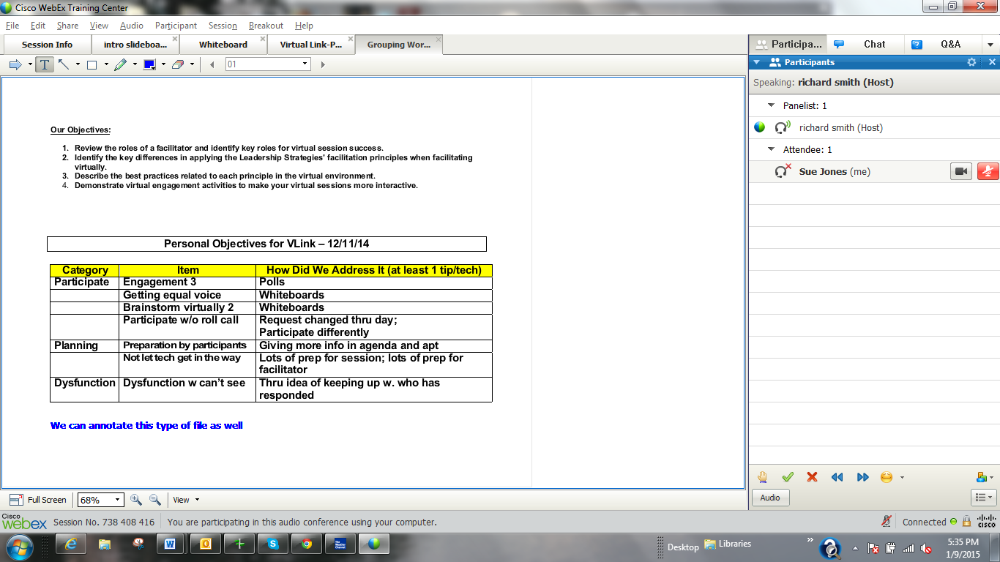 Cisco WebEx Training Center
File Edit Share View Audio Participant Session Breakout Help
Session Info intro slideboa... Whiteboard Virtual Link-P... Grouping Wor...
T 01
Our Objectives:
1. Review the roles of a facilitator and identify key roles for virtual session success.
2. Identify the key differences in applying the Leadership Strategies' facilitation principles when facilitating
virtually.
3. Describe the best practices related to each principle in the virtual environment.
4. Demonstrate virtual engagement activities to make your virtual sessions more interactive.
Personal Objectives for VLink – 12/11/14
Category Item How Did We Address It (at least 1 tip/tech)
Participate Engagement 3 Polls
Getting equal voice Whiteboards
Brainstorm virtually 2 Whiteboards
Participate w/o roll call Request changed thru day;
Participate differently
Planning Preparation by participants Giving more info in agenda and apt
Not let tech get in the way Lots of prep for session; lots of prep for
facilitator
Dysfunction Dysfunction w can't see Thru idea of keeping up w. who has
responded
We can annotate this type of file as well
Full Screen 68% View
Participa... Chat Q&A
Participants
Speaking: richard smith (Host)
Panelist: 1
richard smith (Host)
Attendee: 1
Sue Jones (me)
Audio
Cisco webex Session No. 738 408 416 You are participating in this audio conference using your computer. Connected CISCO
Desktop Libraries 5:35 PM
1/9/2015